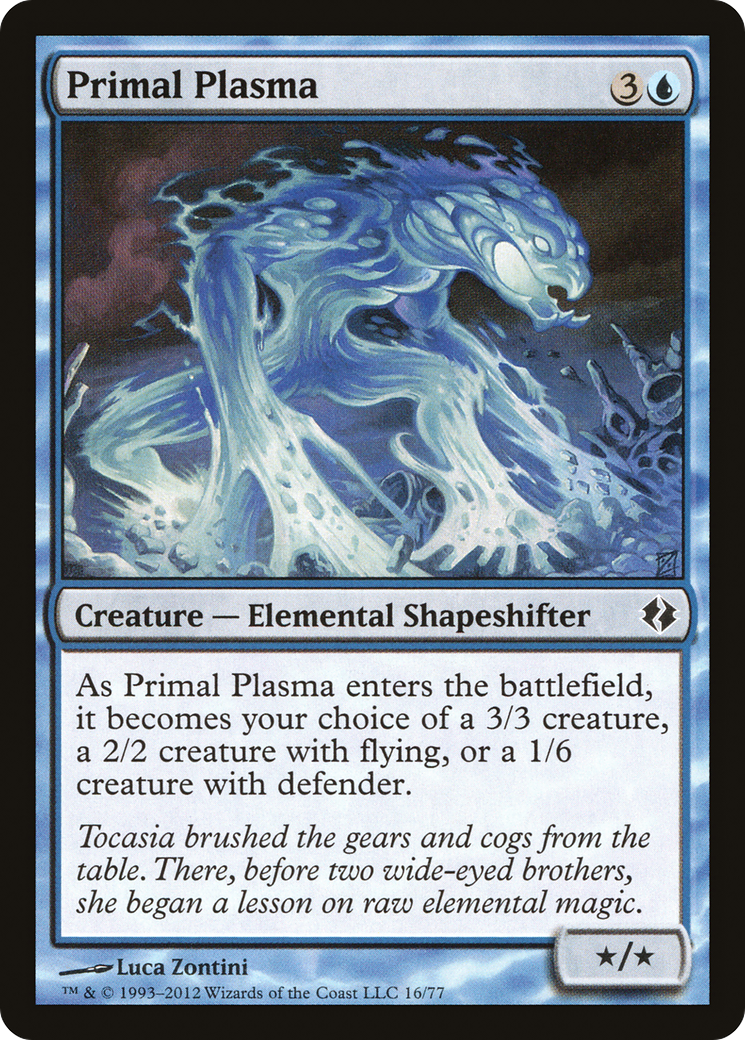 Primal Plasma 3
Creature — Elemental Shapeshifter
As Primal Plasma enters the battlefield,
it becomes your choice of a 3/3 creature,
a 2/2 creature with flying, or a 1/6
creature with defender.
Tocasia brushed the gears and cogs from the
table. There, before two wide-eyed brothers,
she began a lesson on raw elemental magic.
★/★
Luca Zontini
™ & © 1993–2012 Wizards of the Coast LLC 16/77